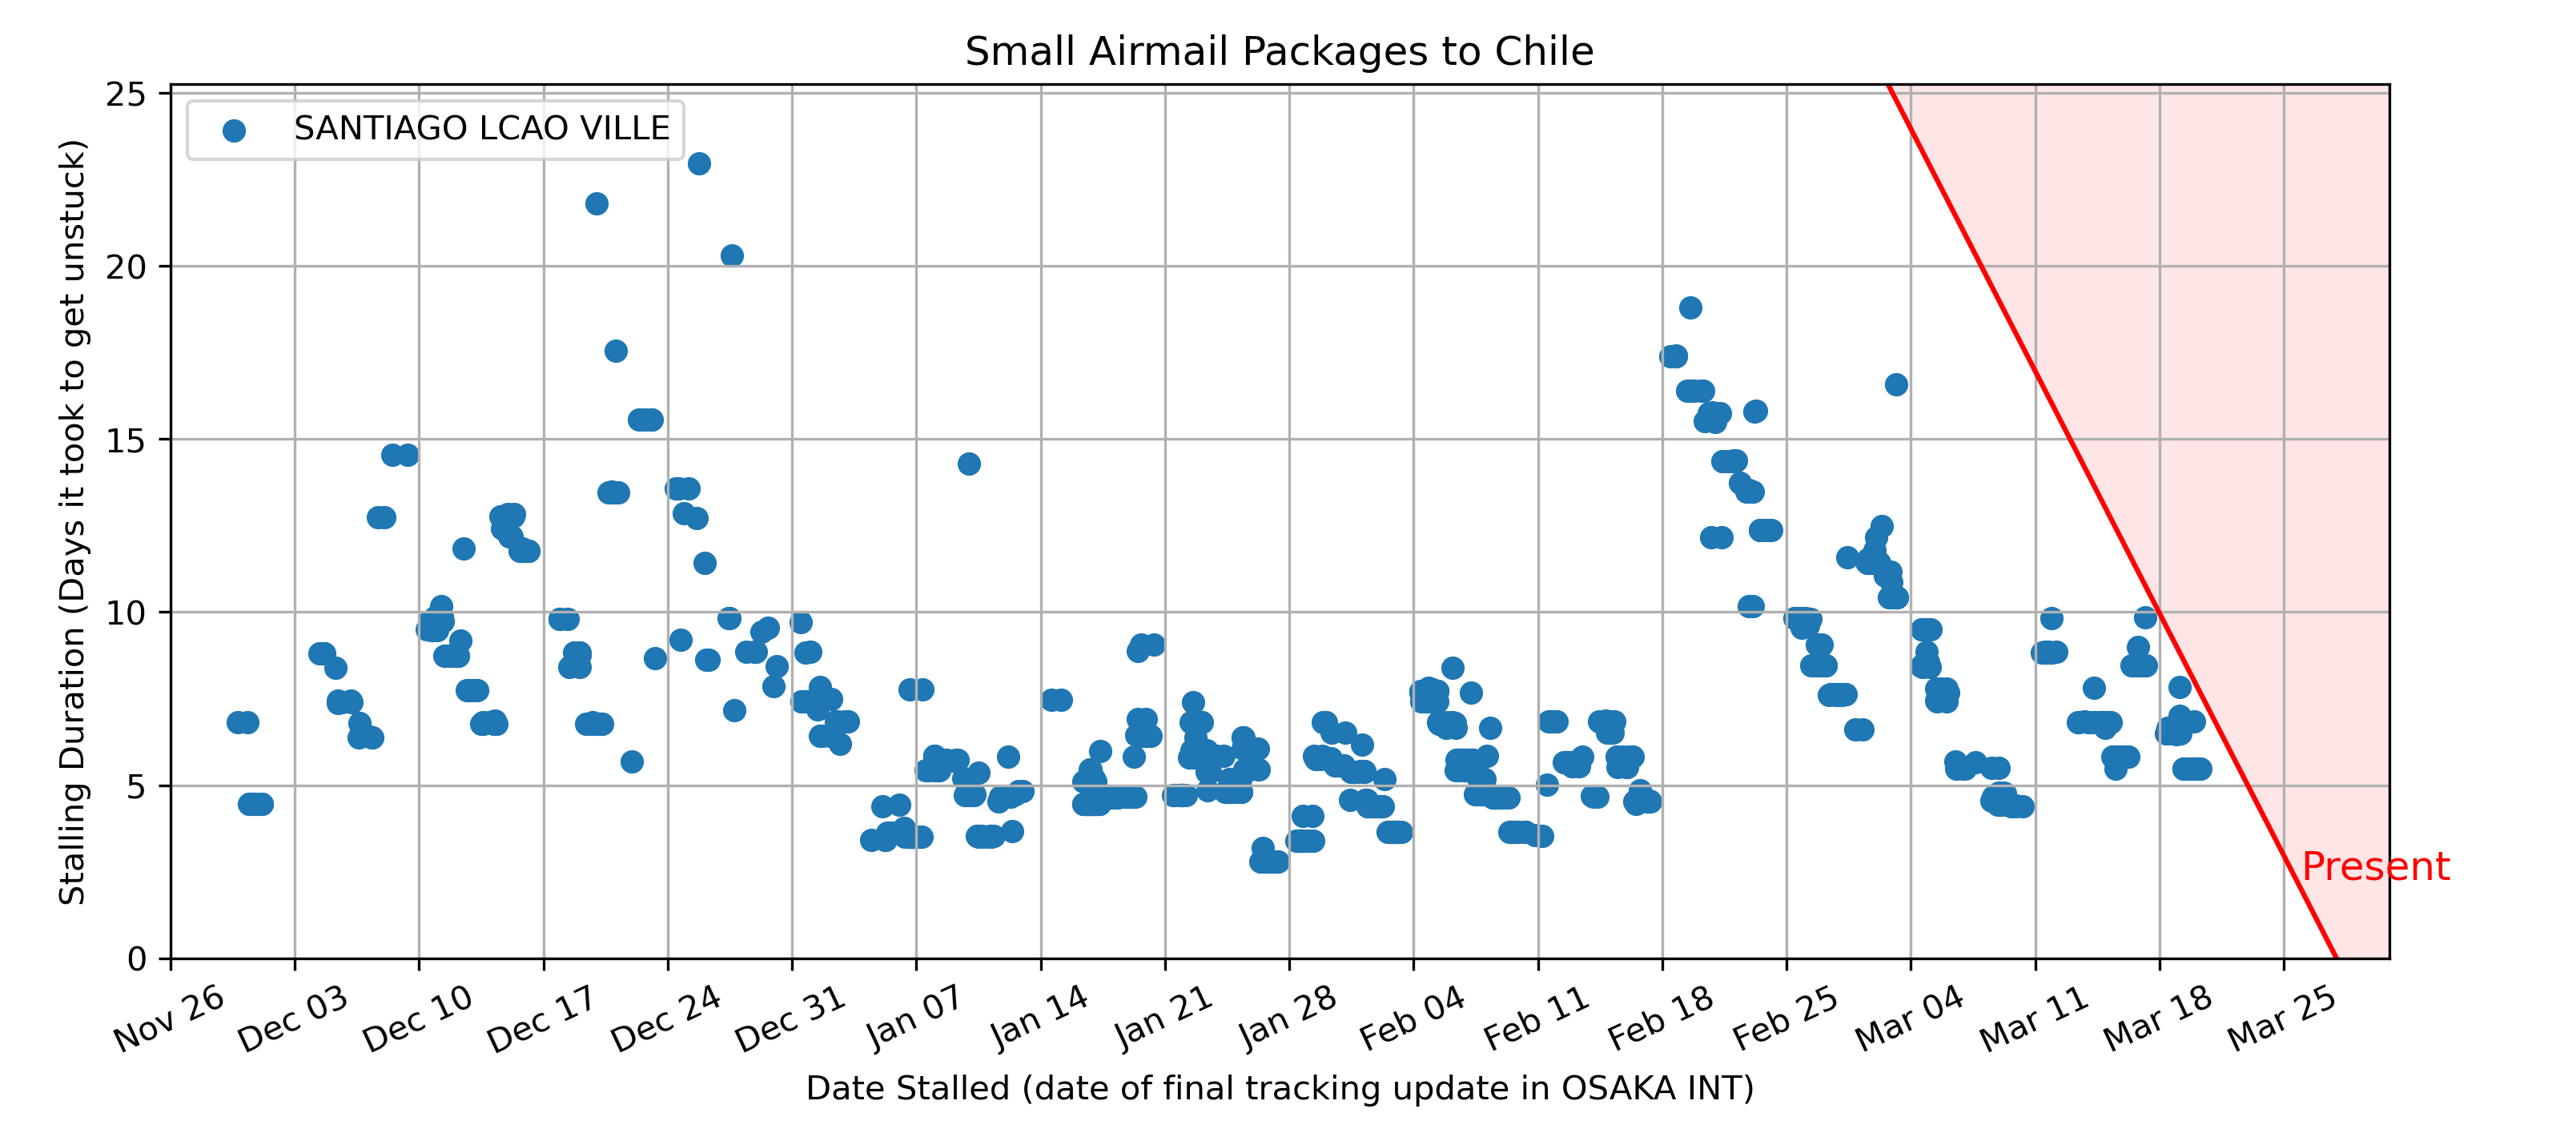 Small Airmail Packages to Chile
SANTIAGO LCAO VILLE
Stalling Duration (Days it took to get unstuck)
25
20
15
10
5
0
Present
Nov 26
Dec 03
Dec 10
Dec 17
Dec 24
Dec 31
Jan 07
Jan 14
Jan 21
Jan 28
Feb 04
Feb 11
Feb 18
Feb 25
Mar 04
Mar 11
Mar 18
Mar 25
Date Stalled (date of final tracking update in OSAKA INT)